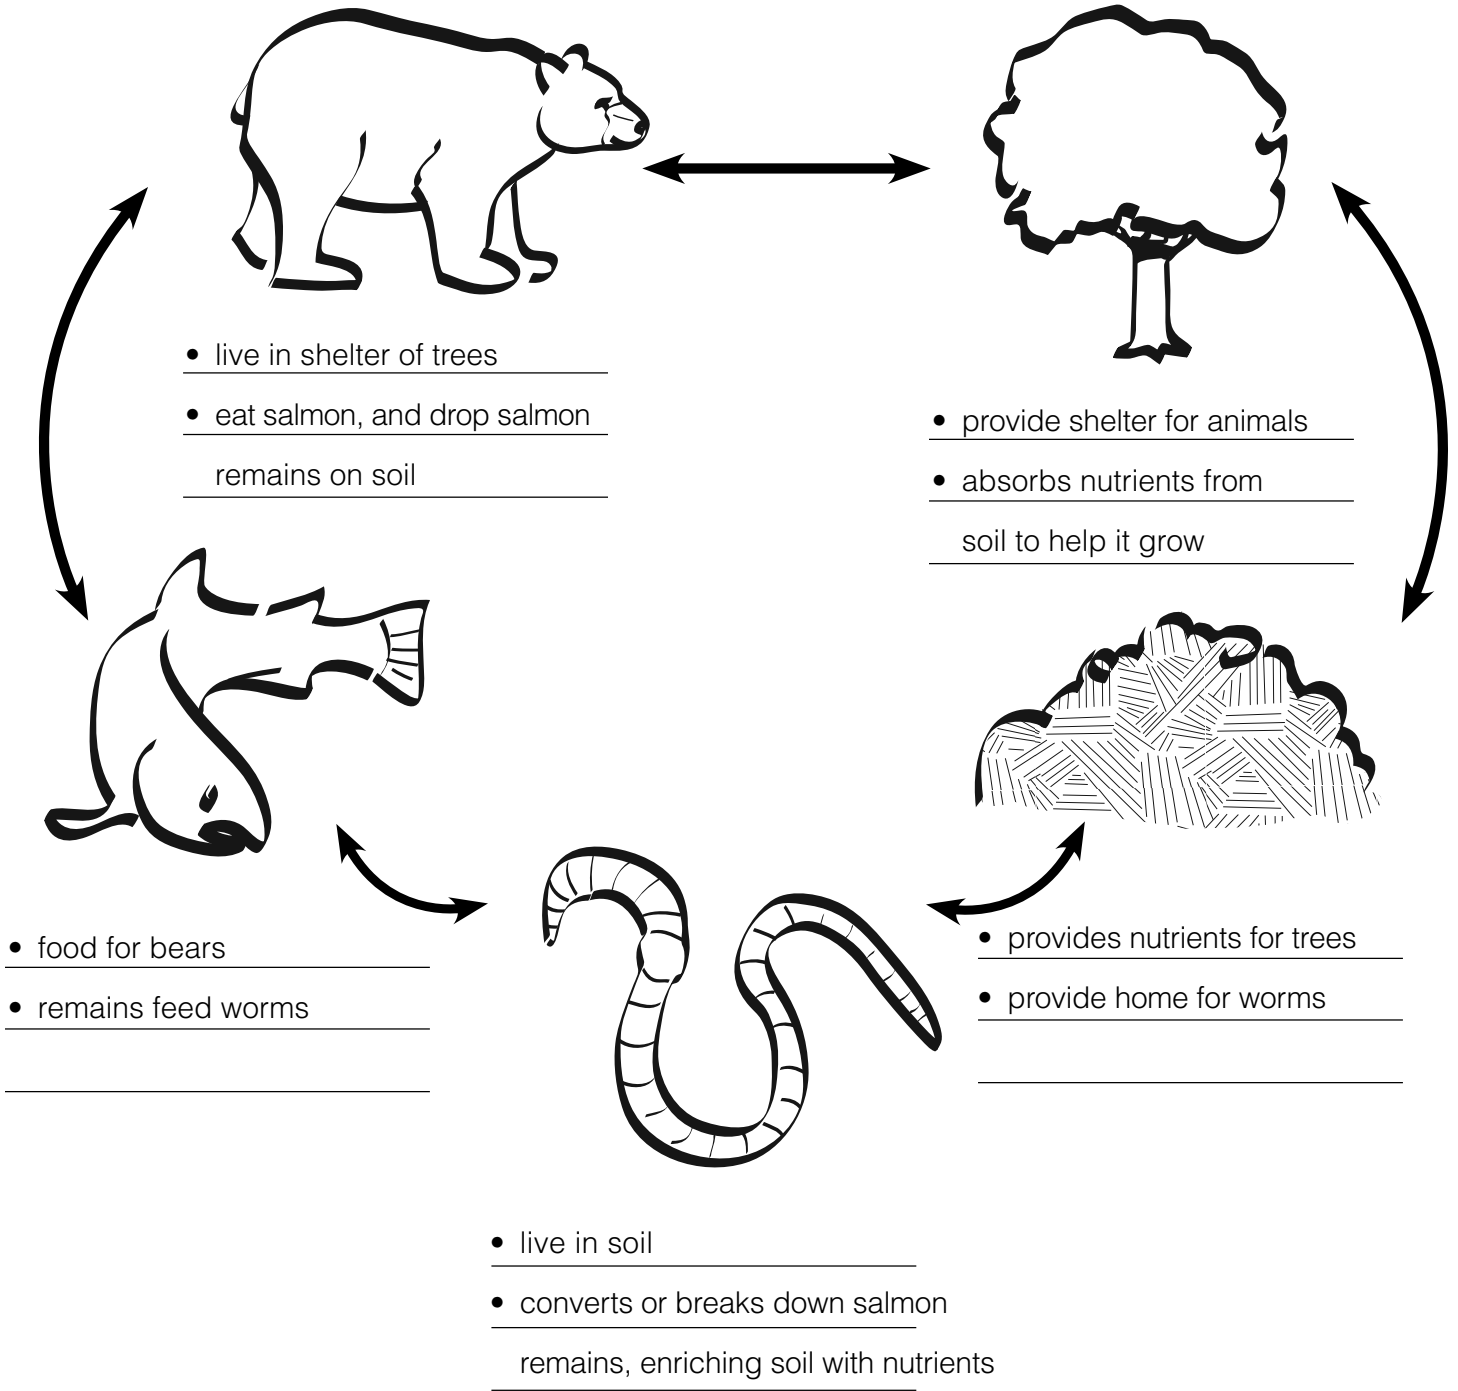 • live in shelter of trees
• eat salmon, and drop salmon
remains on soil
• provide shelter for animals
• absorbs nutrients from
soil to help it grow
• food for bears
• remains feed worms
• provides nutrients for trees
• provide home for worms
• live in soil
• converts or breaks down salmon
remains, enriching soil with nutrients